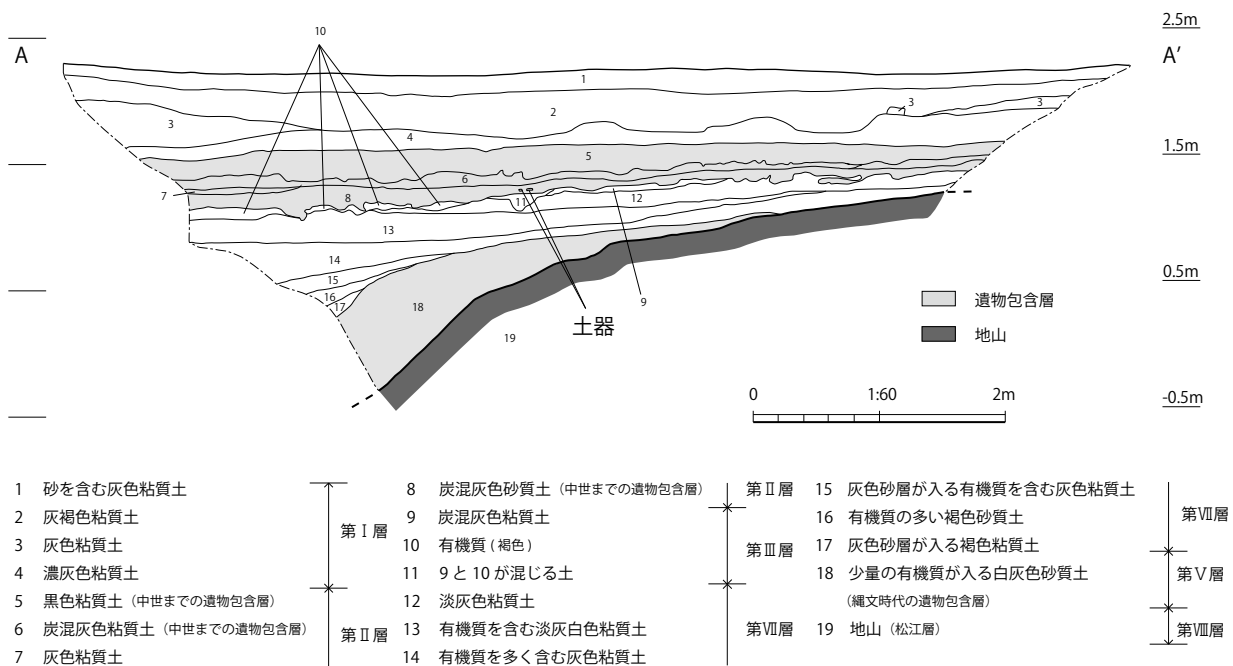 2.5m
A
A′
10
1
2
3
3
3
4
1.5m
5
6
7
8
11
12
13
14
15
16
17
18
9
土器
19
0.5m
遺物包含層
地山
0 1:60 2m
-0.5m
1 砂を含む灰色粘質土
2 灰褐色粘質土
3 灰色粘質土
4 濃灰色粘質土
第Ⅰ層
5 黒色粘質土（中世までの遺物包含層）
6 炭混灰色粘質土（中世までの遺物包含層）
7 灰色粘質土
第Ⅱ層
8 炭混灰色砂質土（中世までの遺物包含層）
第Ⅱ層
9 炭混灰色粘質土
10 有機質(褐色)
11 9と10が混じる土
第Ⅲ層
12 淡灰色粘質土
13 有機質を含む淡灰白色粘質土
14 有機質を多く含む灰色粘質土
第Ⅶ層
15 灰色砂層が入る有機質を含む灰色粘質土
16 有機質の多い褐色砂質土
17 灰色砂層が入る褐色粘質土
第Ⅶ層
18 少量の有機質が入る白灰色砂質土
（縄文時代の遺物包含層）
第Ⅴ層
19 地山（松江層）
第Ⅷ層